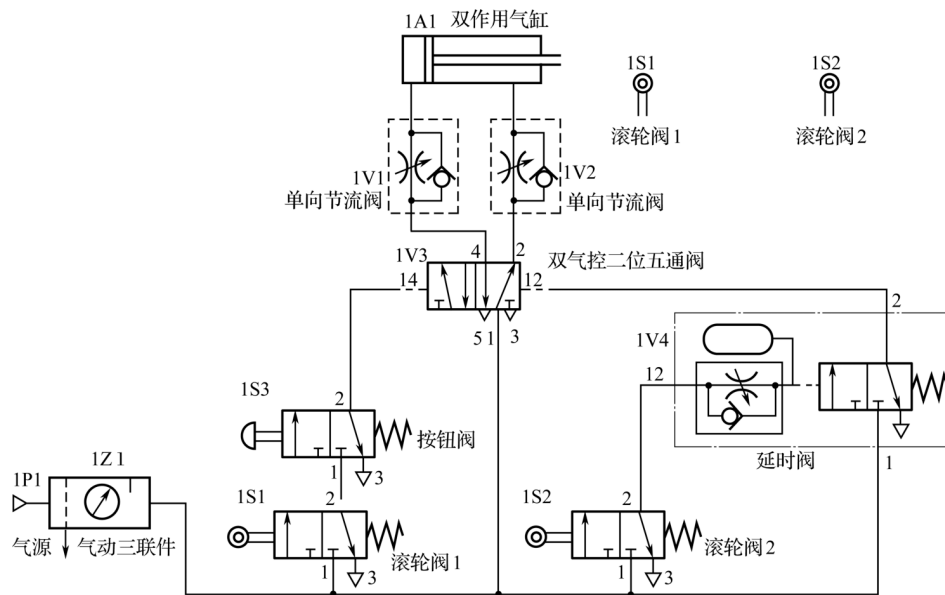 1A1 双作用气缸
1S1
1S2
滚轮阀1
滚轮阀2
1V1
单向节流阀
1V2
单向节流阀
1V3
4
2
双气控二位五通阀
14
12
5 1 3
2
1V4
12
延时阀
1
1S3
2
按钮阀
1
3
1P1
1Z1
气源
气动三联件
1S1
2
滚轮阀1
1
3
1S2
2
滚轮阀2
1
3